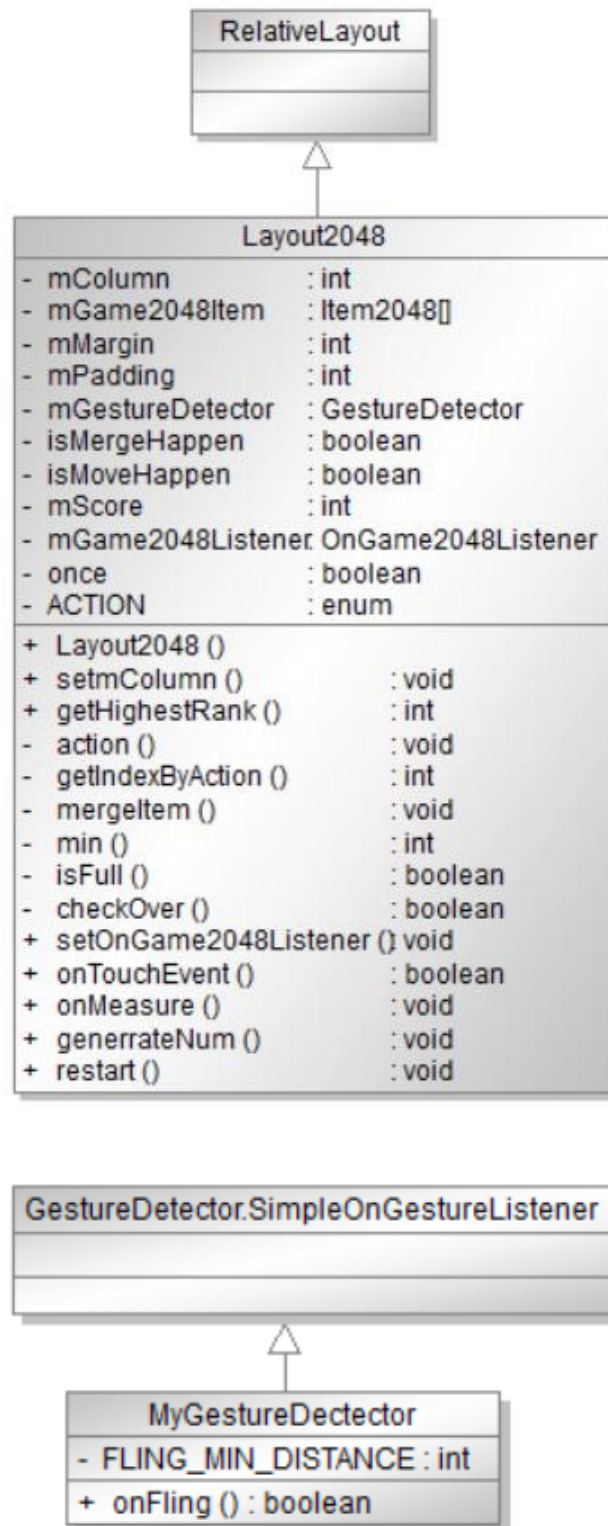 RelativeLayout
Layout2048
- mColumn : int
- mGame2048Item : Item2048[]
- mMargin : int
- mPadding : int
- mGestureDetector : GestureDetector
- isMergeHappen : boolean
- isMoveHappen : boolean
- mScore : int
- mGame2048Listener : OnGame2048Listener
- once : boolean
- ACTION : enum
+ Layout2048 ()
+ setmColumn () : void
+ getHighestRank () : int
- action () : void
- getIndexByAction () : int
- mergeItem () : void
- min () : int
- isFull () : boolean
- checkOver () : boolean
+ setOnGame2048Listener () : void
+ onTouchEvent () : boolean
+ onMeasure () : void
+ generrateNum () : void
+ restart () : void
GestureDetector.SimpleOnGestureListener
MyGestureDectector
- FLING_MIN_DISTANCE : int
+ onFling () : boolean